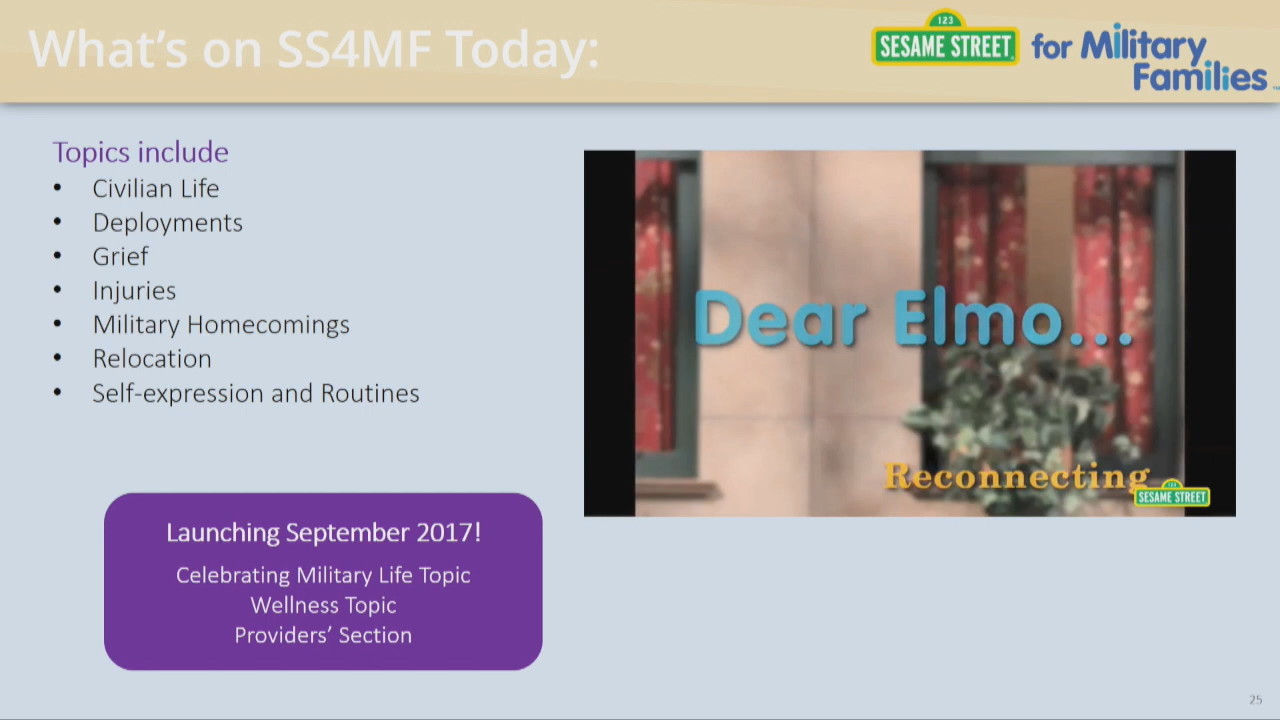 What's on SS4MF Today:
123
SESAME STREET
for Military
Families
Topics include
• Civilian Life
• Deployments
• Grief
• Injuries
• Military Homecomings
• Relocation
• Self-expression and Routines
Dear Elmo...
Reconnecting
123
SESAME STREET
Launching September 2017!
Celebrating Military Life Topic
Wellness Topic
Providers' Section
25